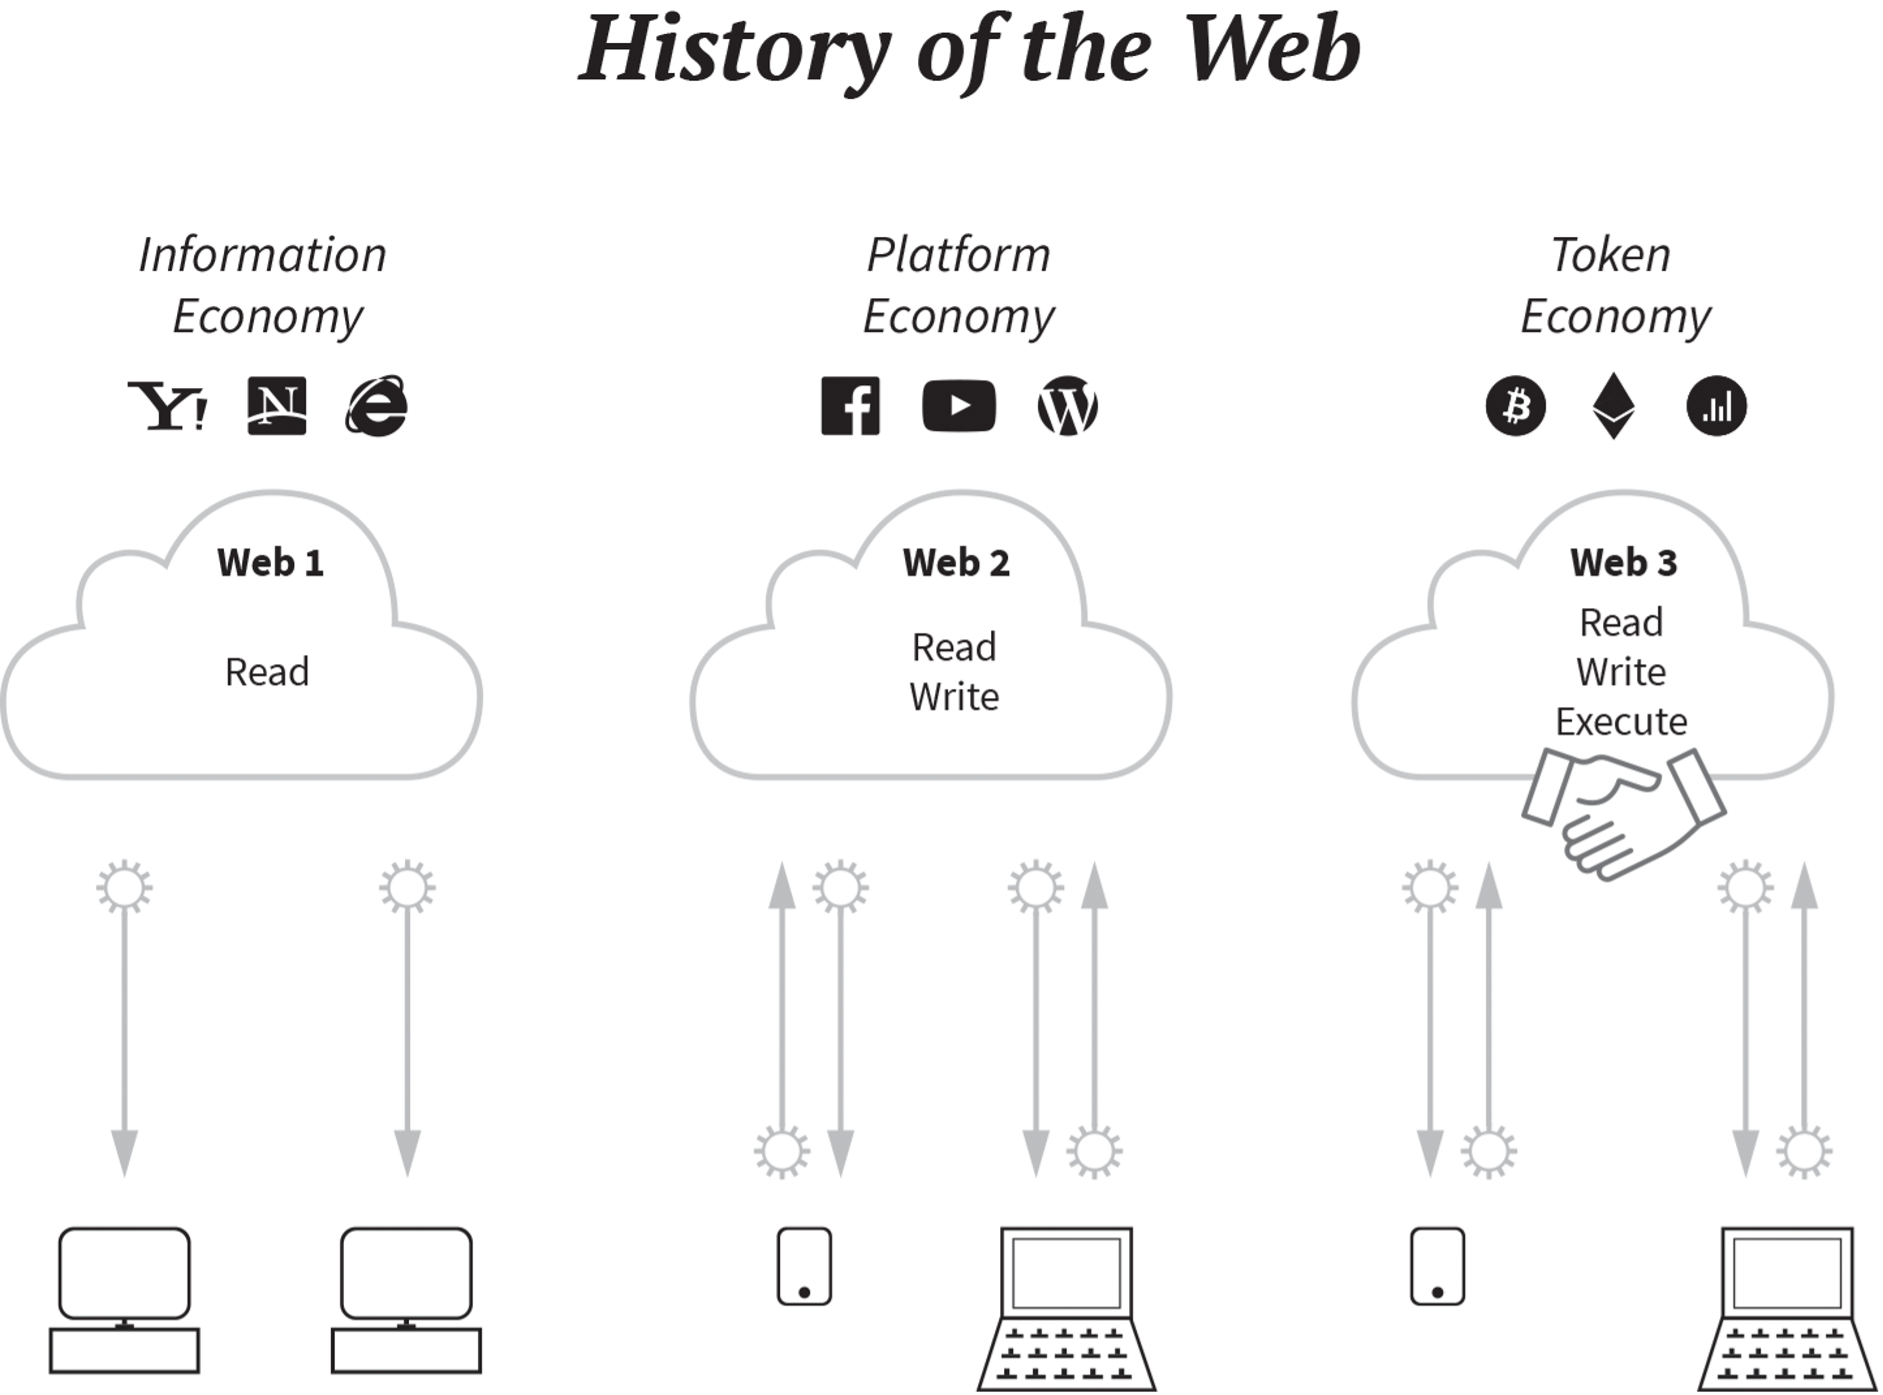 History of the Web
Information
Economy
Y!
N
e
f
W
Web 1
Read
Platform
Economy
Web 2
Read
Write
Token
Economy
Web 3
Read
Write
Execute